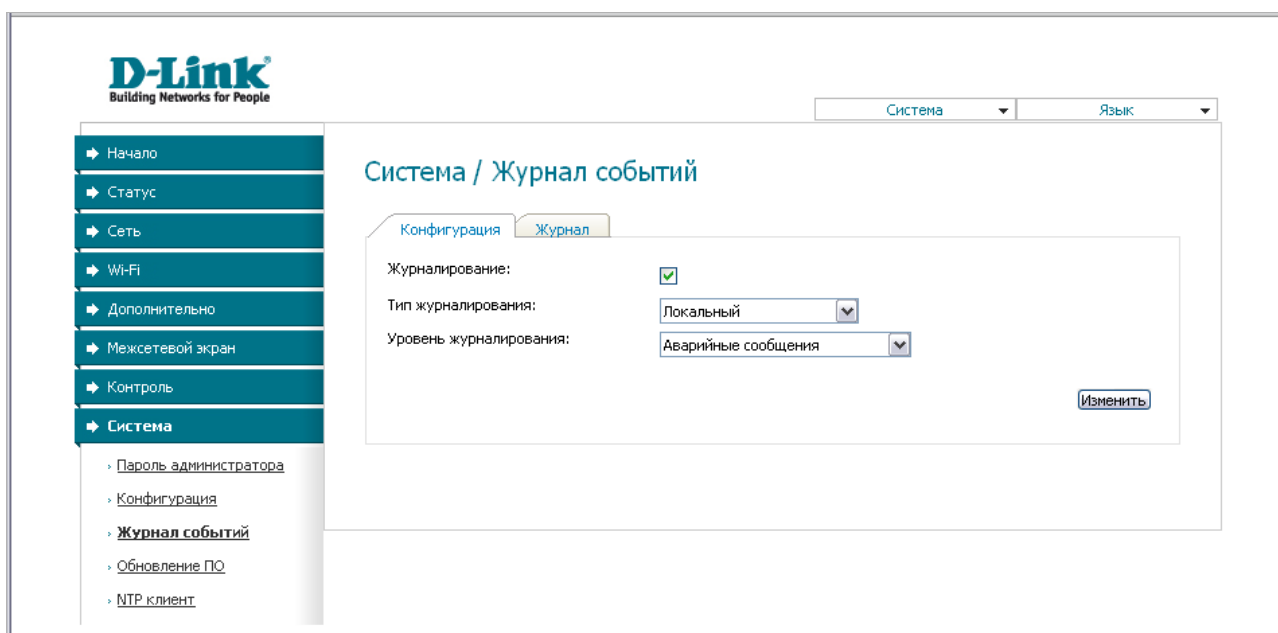 D-Link
Building Networks for People
Система Язык
Начало
Статус
Сеть
Wi-Fi
Дополнительно
Межсетевой экран
Контроль
Система
Пароль администратора
Конфигурация
Журнал событий
Обновление ПО
NTP клиент
Система / Журнал событий
Конфигурация Журнал
Журналирование:
Тип журналирования: Локальный
Уровень журналирования: Аварийные сообщения
Изменить